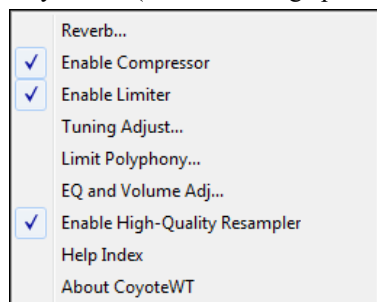 Reverb...
Enable Compressor
Enable Limiter
Tuning Adjust...
Limit Polyphony...
EQ and Volume Adj...
Enable High-Quality Resampler
Help Index
About CoyoteWT